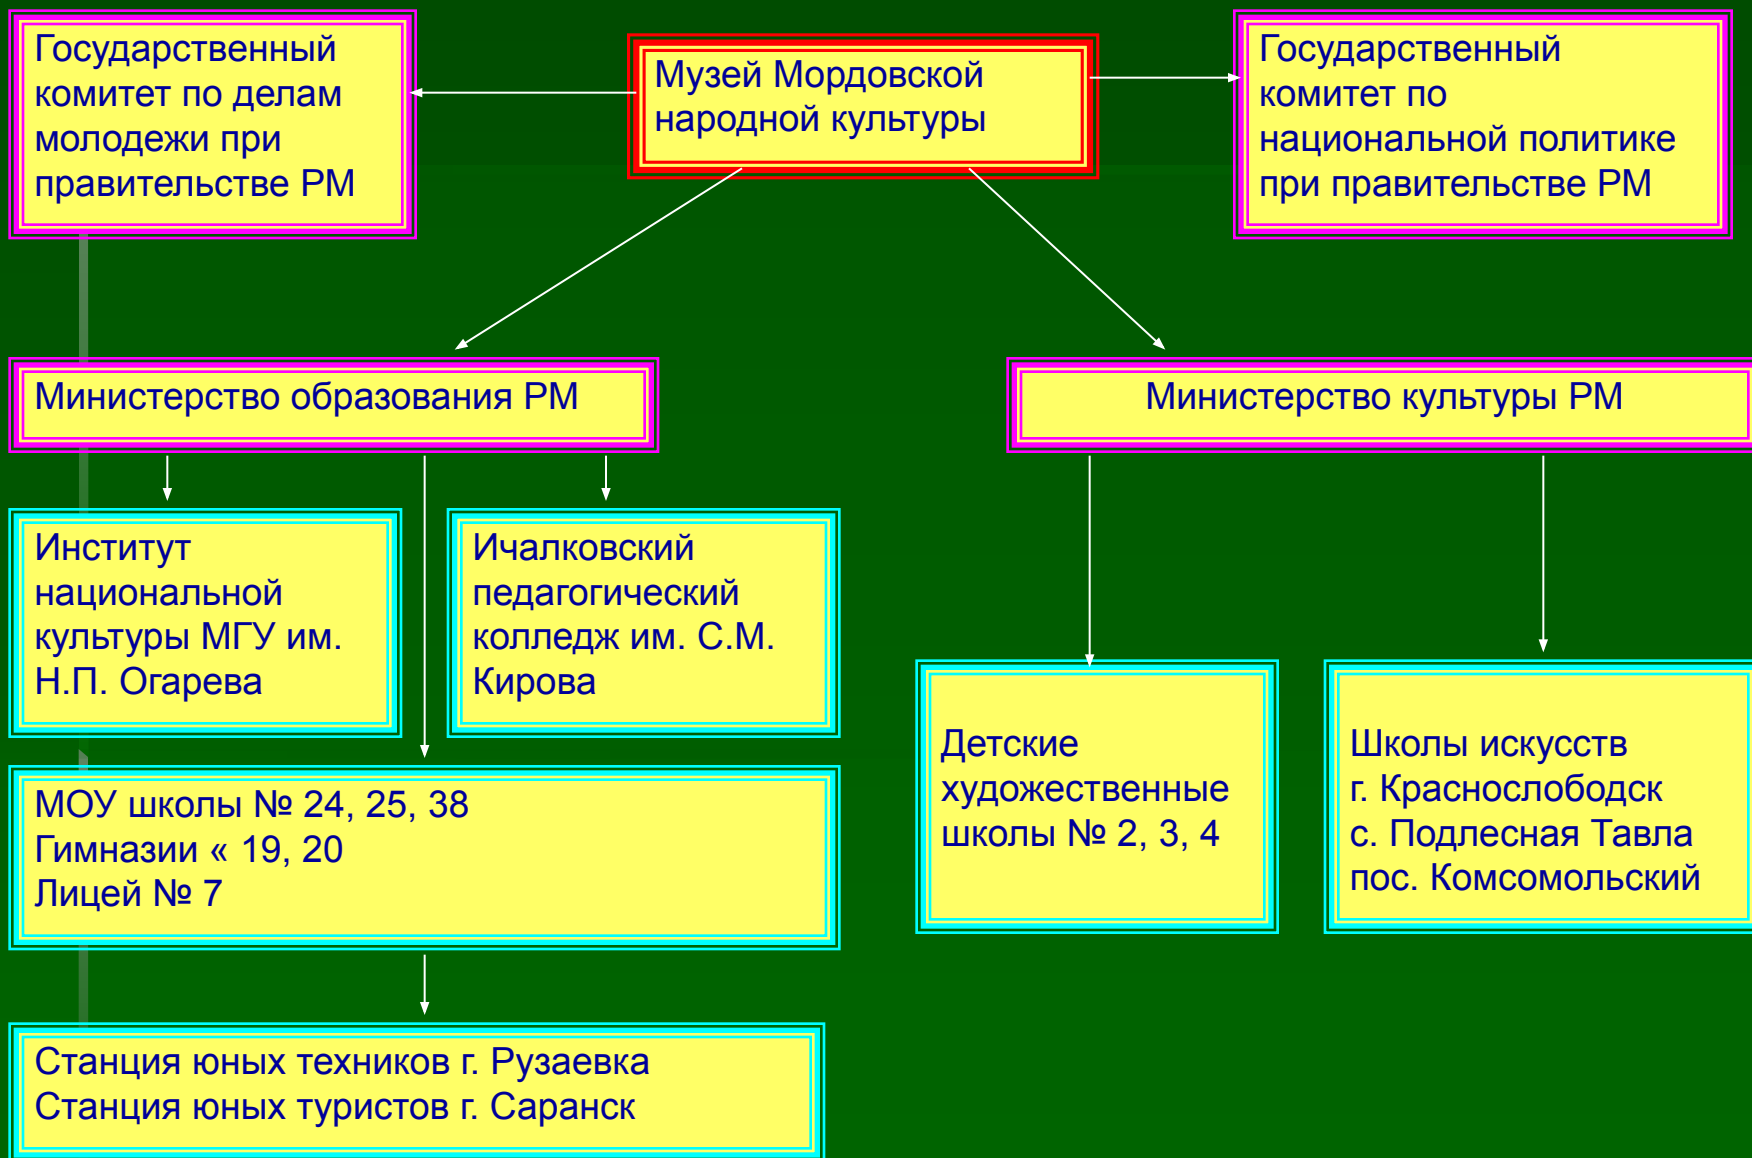 Государственный
комитет по делам
молодежи при
правительстве РМ
Музей Мордовской
народной культуры
Государственный
комитет по
национальной политике
при правительстве РМ
Министерство образования РМ
Министерство культуры РМ
Институт
национальной
культуры МГУ им.
Н.П. Огарева
Ичалковский
педагогический
колледж им. С.М.
Кирова
Детские
художественные
школы № 2, 3, 4
Школы искусств
г. Краснослободск
с. Подлесная Тавла
пос. Комсомольский
МОУ школы № 24, 25, 38
Гимназии « 19, 20
Лицей № 7
Станция юных техников г. Рузаевка
Станция юных туристов г. Саранск